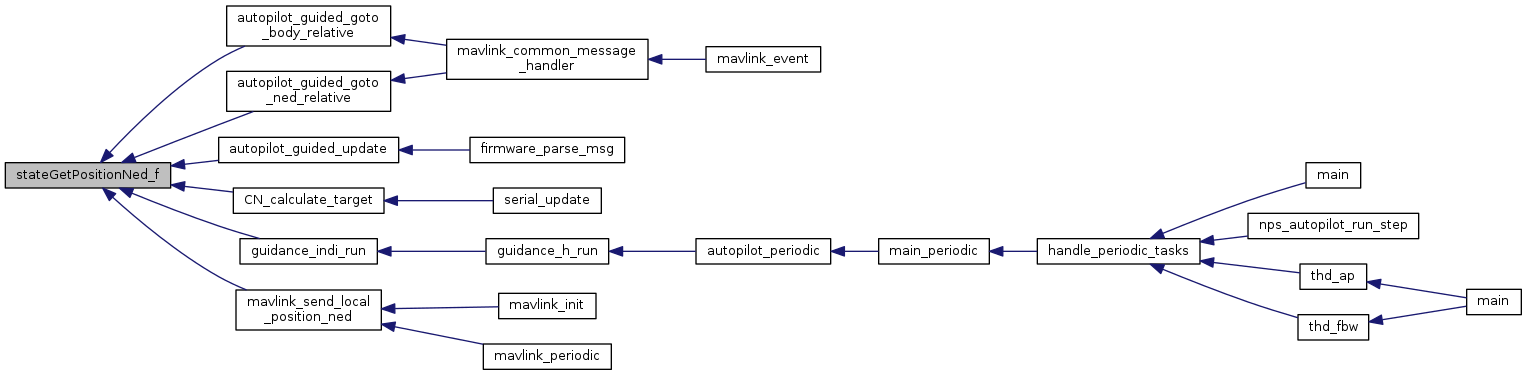 autopilot_guided_goto
_body_relative
mavlink_common_message
_handler
mavlink_event
autopilot_guided_goto
_ned_relative
autopilot_guided_update
firmware_parse_msg
stateGetPositionNed_f
CN_calculate_target
serial_update
guidance_indi_run
guidance_h_run
autopilot_periodic
main_periodic
handle_periodic_tasks
main
nps_autopilot_run_step
thd_ap
thd_fbw
main
mavlink_send_local
_position_ned
mavlink_init
mavlink_periodic